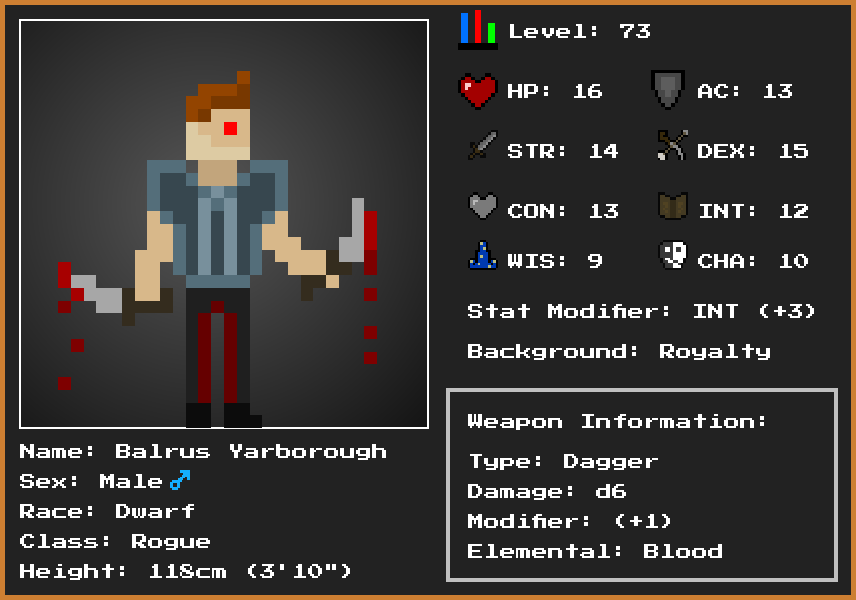 Level: 73
HP: 16
AC: 13
STR: 14
DEX: 15
CON: 13
INT: 12
WIS: 9
CHA: 10
Stat Modifier: INT (+3)
Background: Royalty
Name: Balrus Yarborough
Sex: Male♂
Race: Dwarf
Class: Rogue
Height: 118cm (3'10")
Weapon Information:
Type: Dagger
Damage: d6
Modifier: (+1)
Elemental: Blood